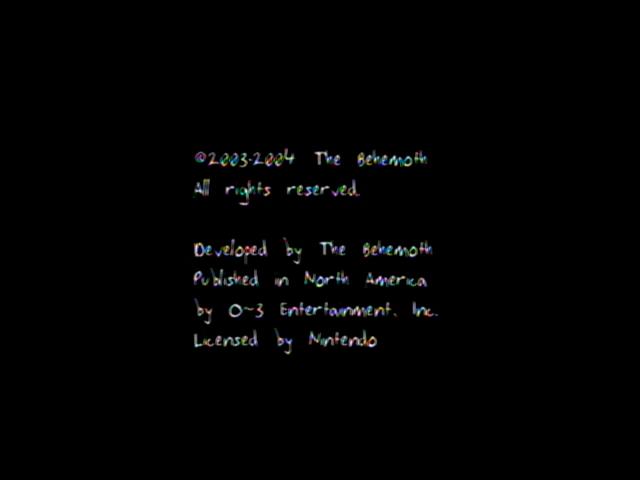 ©2003-2004 The Behemoth
All rights reserved.
Developed by The Behemoth
Published in North America
by O~3 Entertainment, Inc.
Licensed by Nintendo